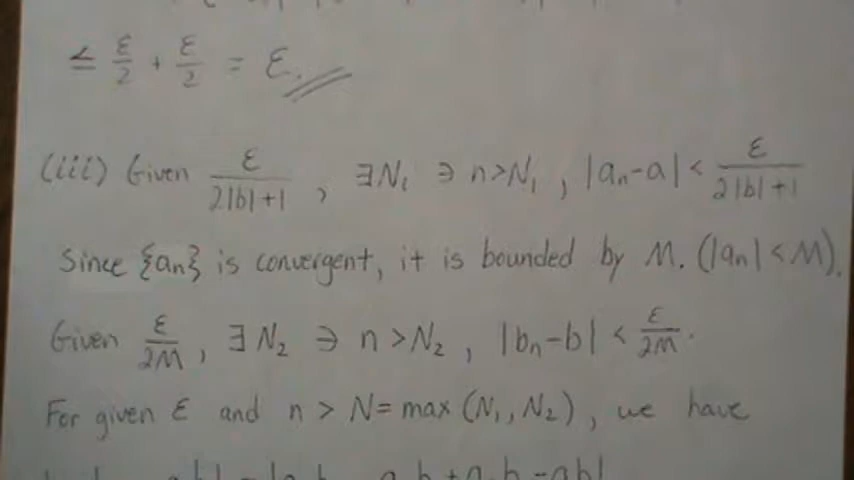 ≤ ε/2 + ε/2 = ε.
(iii) Given ε/(2|b|+1), ∃N₁ ∋ n>N₁, |aₙ-a| < ε/(2|b|+1)
Since {aₙ} is convergent, it is bounded by M. (|aₙ| < M).
Given ε/2M, ∃ N₂ ∋ n > N₂, |bₙ-b| < ε/2M.
For given ε and n > N = max (N₁, N₂), we have